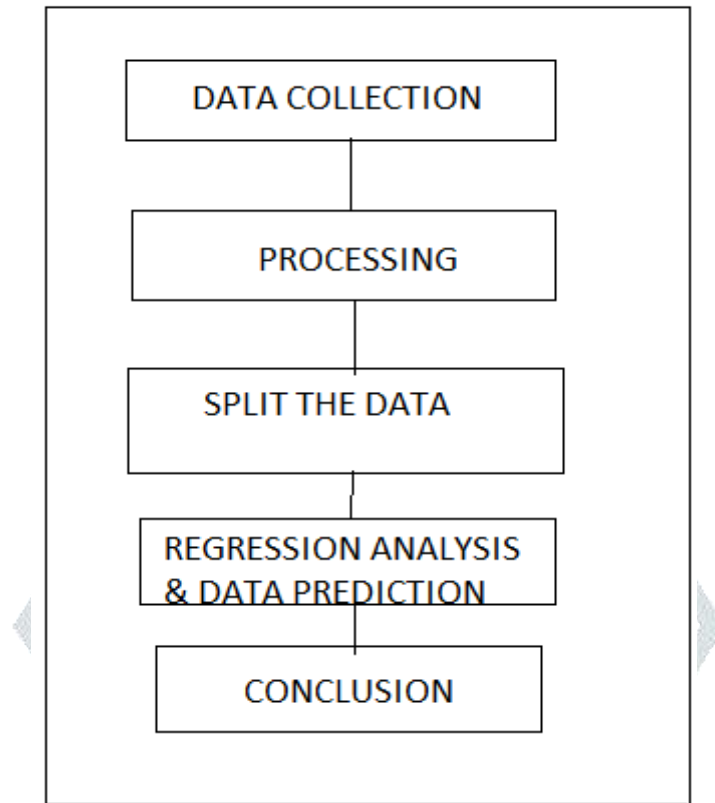 DATA COLLECTION
PROCESSING
SPLIT THE DATA
REGRESSION ANALYSIS
& DATA PREDICTION
CONCLUSION